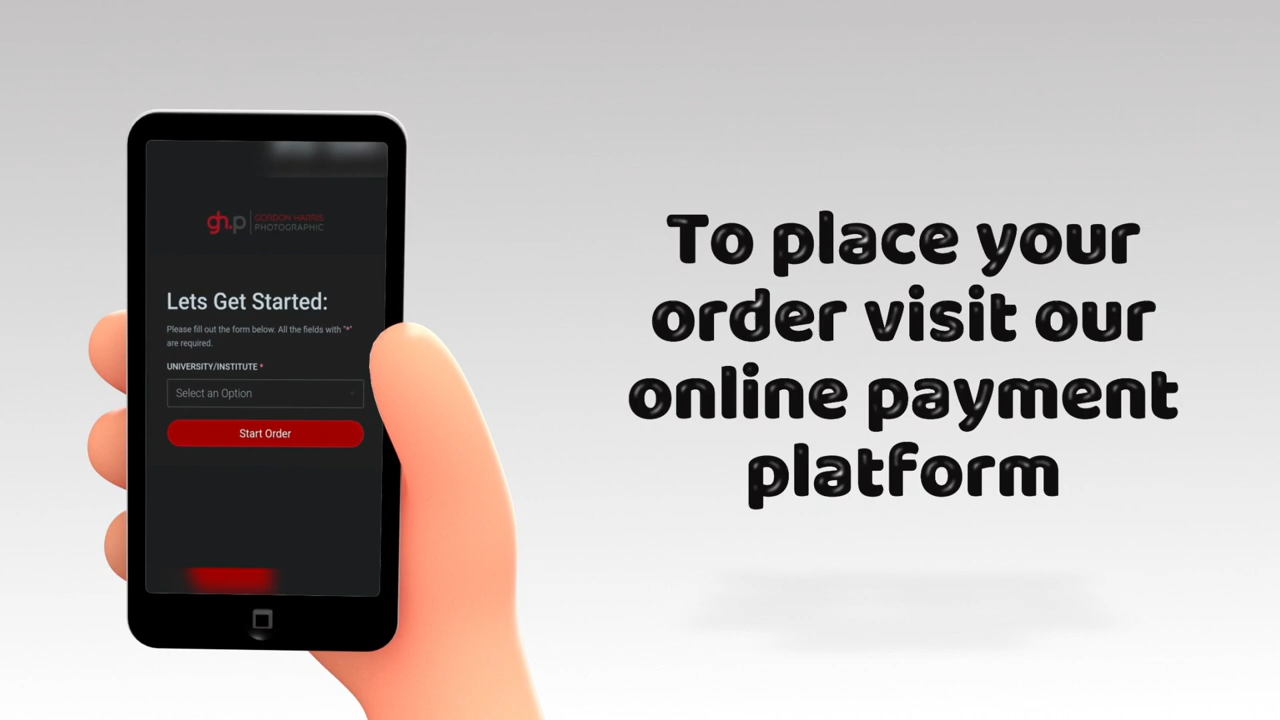 gh.p
GORDON HARRIS
PHOTOGRAPHIC
Lets Get Started:
Please fill out the form below. All the fields with "*"
are required.
UNIVERSITY/INSTITUTE *
Select an Option
Start Order
To place your
order visit our
online payment
platform